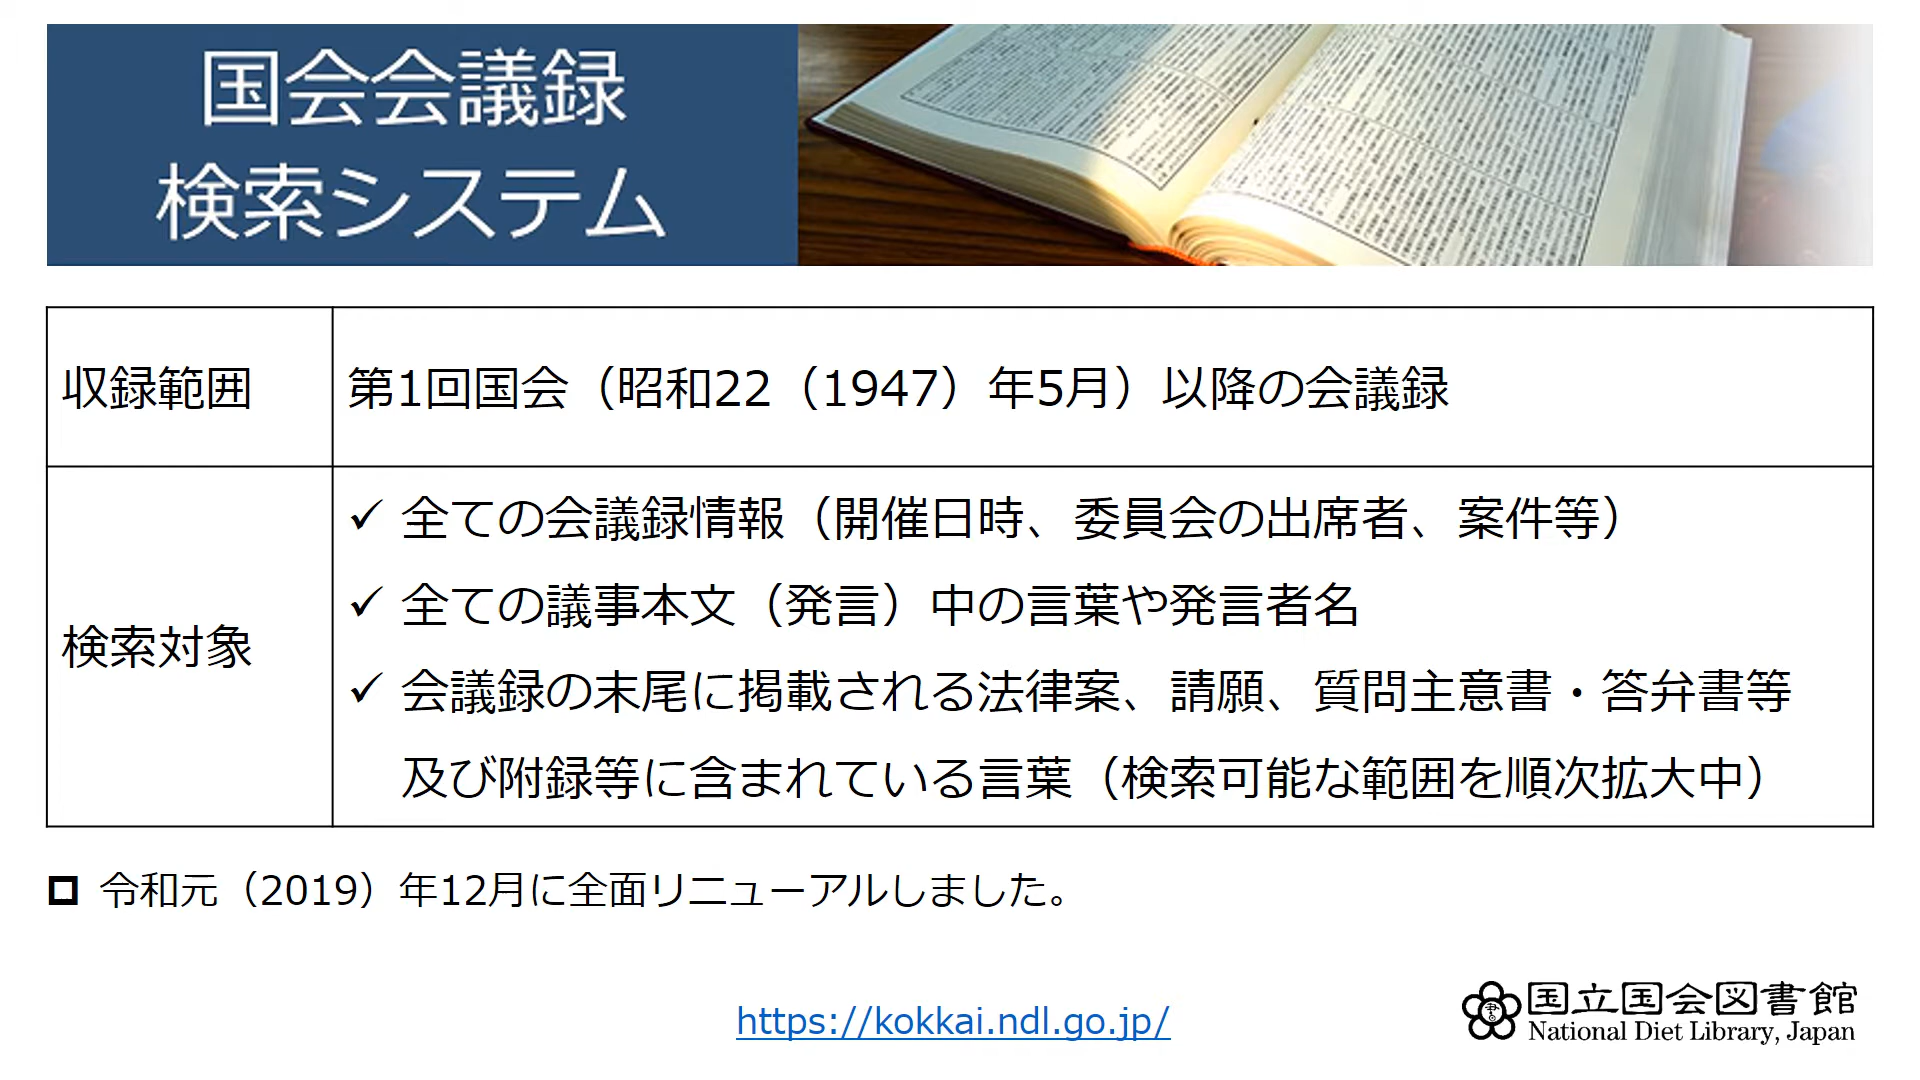 国会会議録
検索システム
収録範囲
第1回国会（昭和22（1947）年5月）以降の会議録
検索対象
✓ 全ての会議録情報（開催日時、委員会の出席者、案件等）
✓ 全ての議事本文（発言）中の言葉や発言者名
✓ 会議録の末尾に掲載される法律案、請願、質問主意書・答弁書等
及び附録等に含まれている言葉（検索可能な範囲を順次拡大中）
令和元（2019）年12月に全面リニューアルしました。
https://kokkai.ndl.go.jp/
国立国会図書館
National Diet Library, Japan